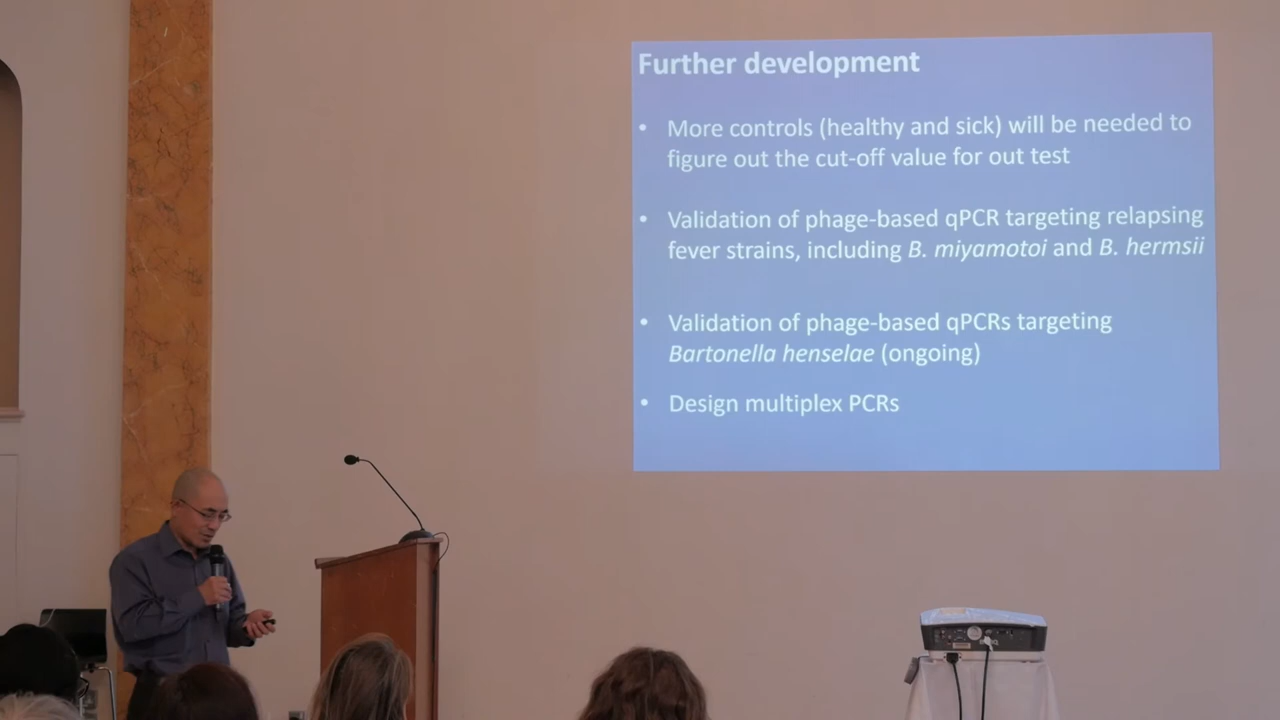 Further development
• More controls (healthy and sick) will be needed to
figure out the cut-off value for out test
• Validation of phage-based qPCR targeting relapsing
fever strains, including B. miyamotoi and B. hermsii
• Validation of phage-based qPCRs targeting
Bartonella henselae (ongoing)
• Design multiplex PCRs